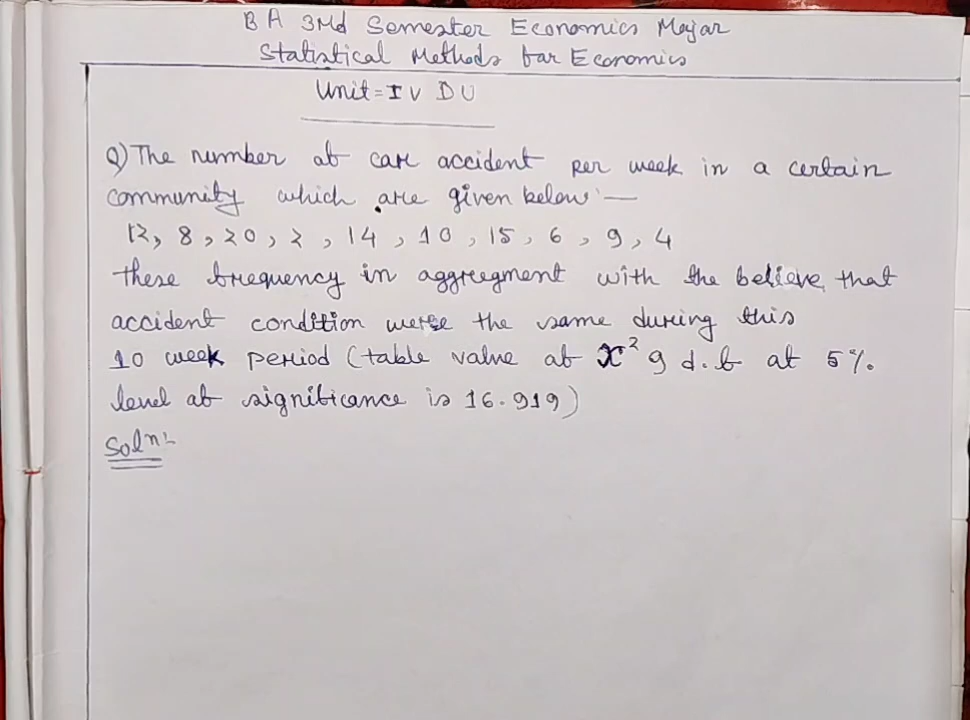 BA 3rd Semester Economics Major
Statistical Methods for Economics
Unit = IV DU
Q) The number of car accident per week in a certain
community which are given below :—
12, 8, 20, 2, 14, 10, 15, 6, 9, 4
these frequency in aggreegment with the believe, that
accident condition were the same during this
10 week period (table value of x² 9 d.f at 5%
level of significance is 16.919)
Soln:-